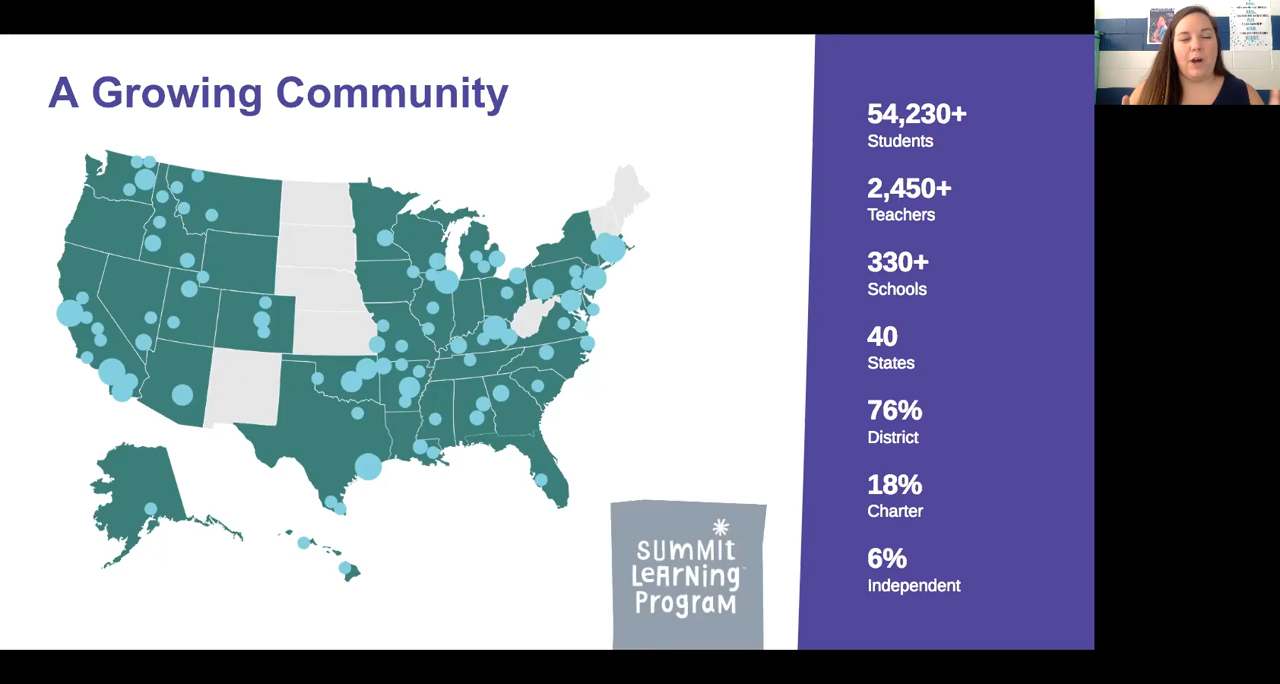 A Growing Community
54,230+
Students
2,450+
Teachers
330+
Schools
40
States
76%
District
18%
Charter
6%
Independent
SUMMIT
LEARNING™
PROGRAM